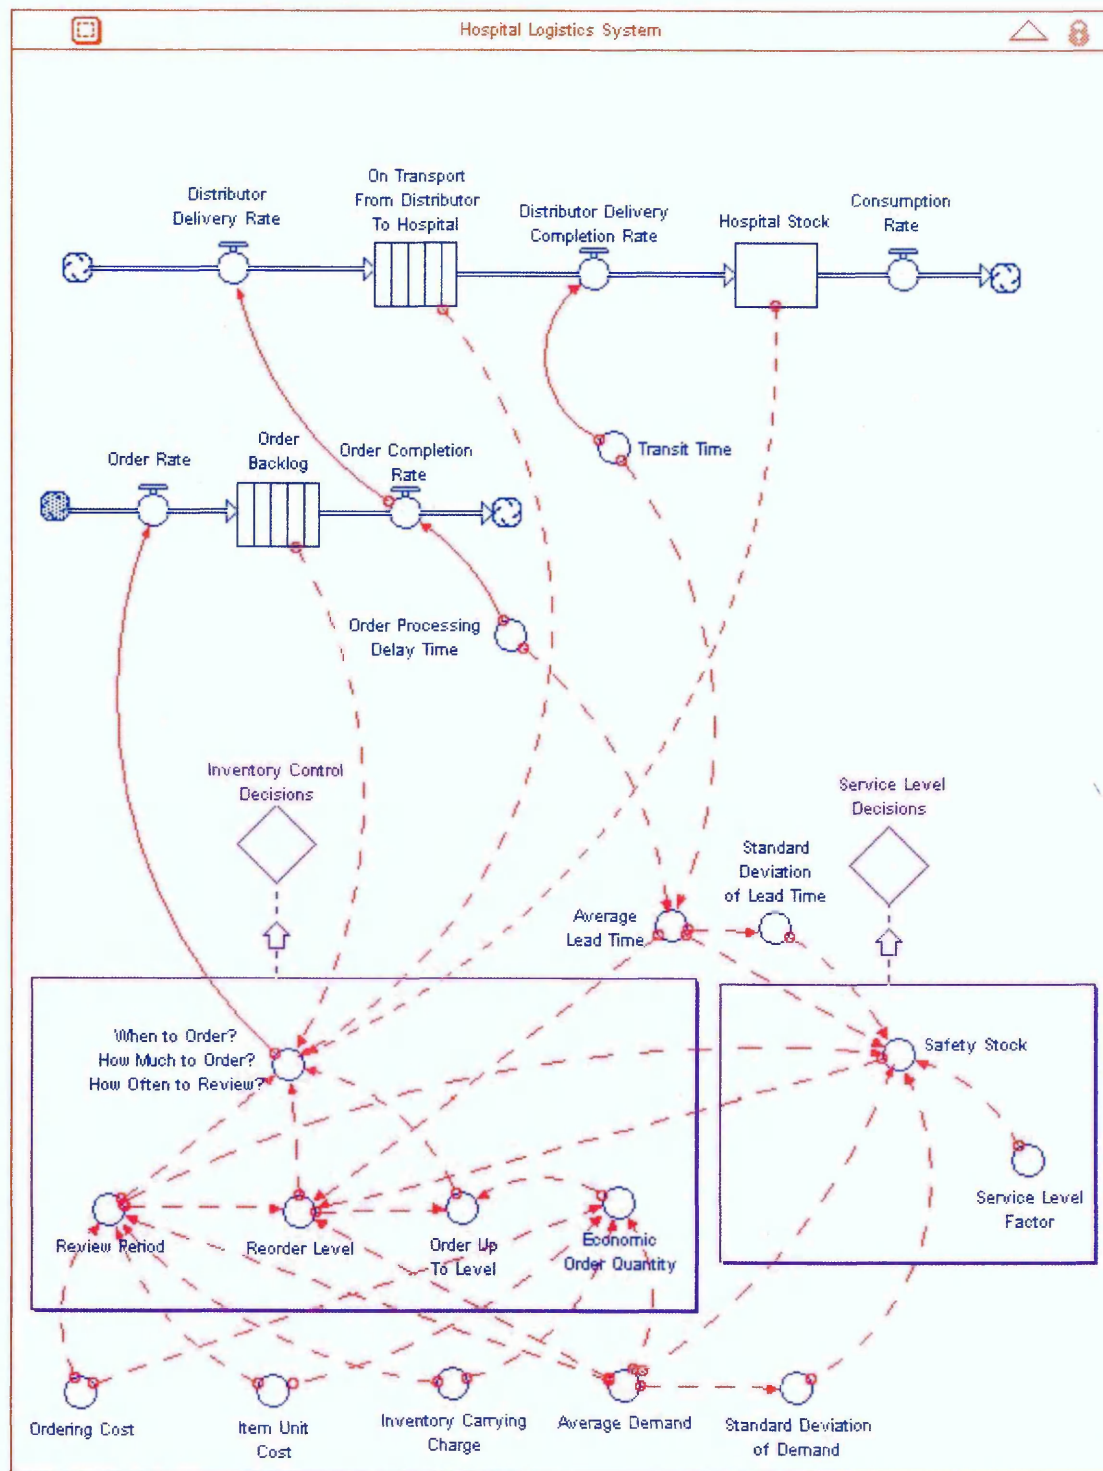 Hospital Logistics System
Distributor
Delivery Rate
On Transport
From Distributor
To Hospital
Distributor Delivery
Completion Rate
Hospital Stock
Consumption
Rate
Order Rate
Order
Backlog
Order Completion
Rate
Transit Time
Order Processing
Delay Time
Inventory Control
Decisions
Service Level
Decisions
Standard
Deviation
of Lead Time
Average
Lead Time
When to Order?
How Much to Order?
How Often to Review?
Safety Stock
Review Period
Reorder Level
Order Up
To Level
Economic
Order Quantity
Service Level
Factor
Ordering Cost
Item Unit
Cost
Inventory Carrying
Charge
Average Demand
Standard Deviation
of Demand